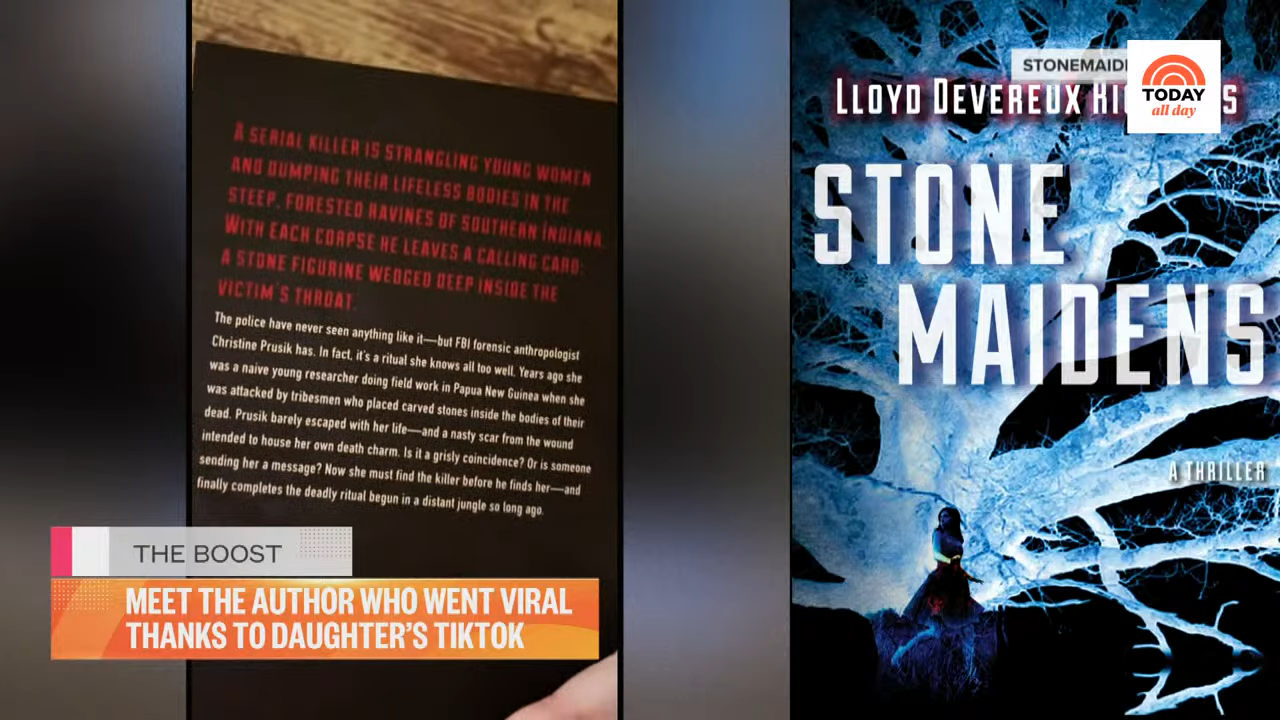 A SERIAL KILLER IS STRANGLING YOUNG WOMEN
AND DUMPING THEIR LIFELESS BODIES IN THE
STEEP, FORESTED RAVINES OF SOUTHERN INDIANA.
WITH EACH CORPSE HE LEAVES A CALLING CARD:
A STONE FIGURINE WEDGED DEEP INSIDE THE
VICTIM'S THROAT.
The police have never seen anything like it—but FBI forensic anthropologist
Christine Prusik has. In fact, it's a ritual she knows all too well. Years ago she
was a naive young researcher doing field work in Papua New Guinea when she
was attacked by tribesmen who placed carved stones inside the bodies of their
dead. Prusik barely escaped with her life—and a nasty scar from the wound
intended to house her own death charm. Is it a grisly coincidence? Or is someone
sending her a message? Now she must find the killer before he finds her—and
finally completes the deadly ritual begun in a distant jungle so long ago.
THE BOOST
MEET THE AUTHOR WHO WENT VIRAL
THANKS TO DAUGHTER'S TIKTOK
TODAY
all day
LLOYD DEVEREUX
STONE
MAIDENS
A THRILLER